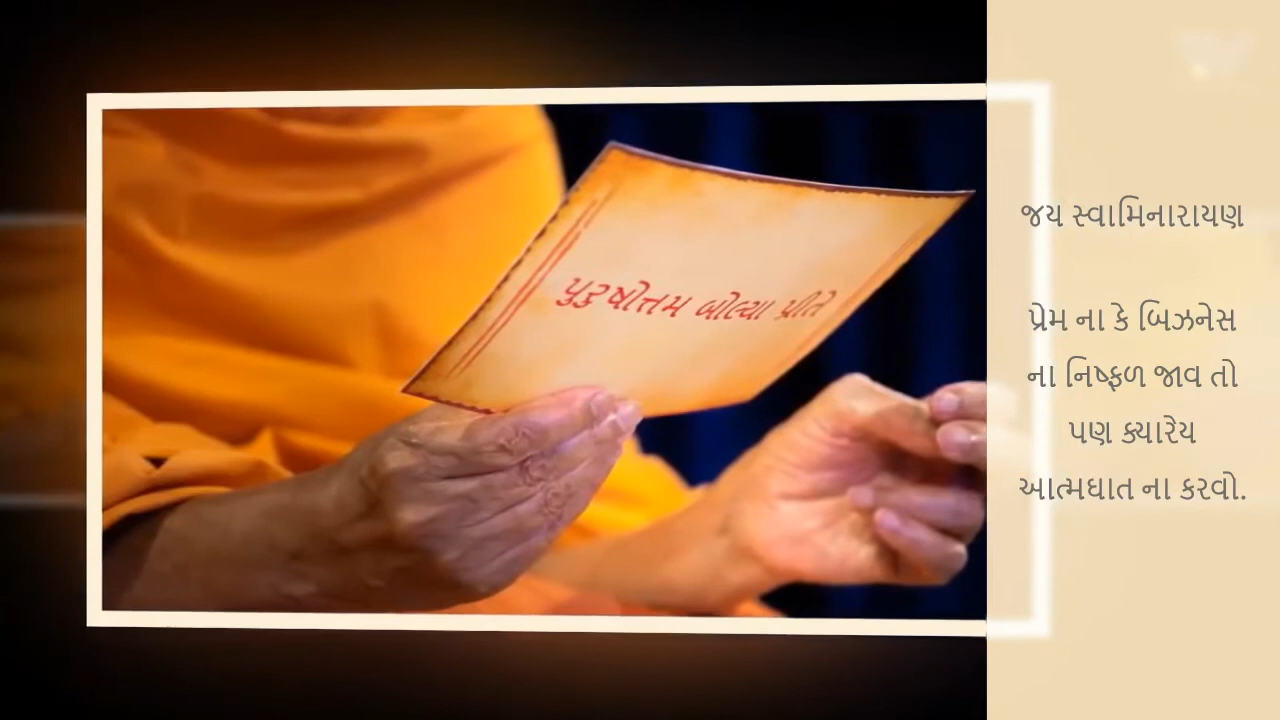 પુરુષોત્તમ બોલ્યા પ્રીતે
જય સ્વામિનારાયણ
પ્રેમ ના કે બિઝનેસ
ના નિષ્ફળ જાવ તો
પણ ક્યારેય
આત્મઘાત ના કરવો.